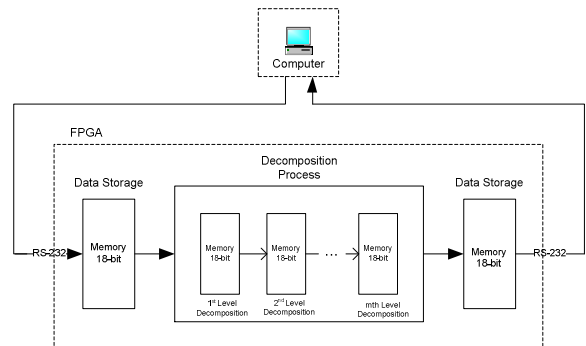 Computer
FPGA
Decomposition
Process
Data Storage
Data Storage
RS-232
Memory
18-bit
Memory
18-bit
Memory
18-bit
...
Memory
18-bit
Memory
18-bit
RS-232
1st Level
Decomposition
2nd Level
Decomposition
mth Level
Decomposition